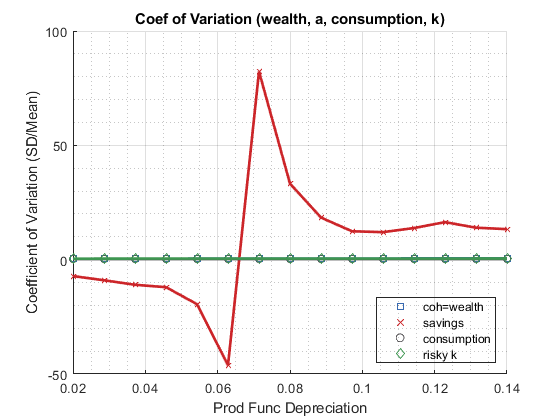 Coef of Variation (wealth, a, consumption, k)
100
50
0
-50
Coefficient of Variation (SD/Mean)
0.02
0.04
0.06
0.08
0.1
0.12
0.14
Prod Func Depreciation
coh=wealth
savings
consumption
risky k